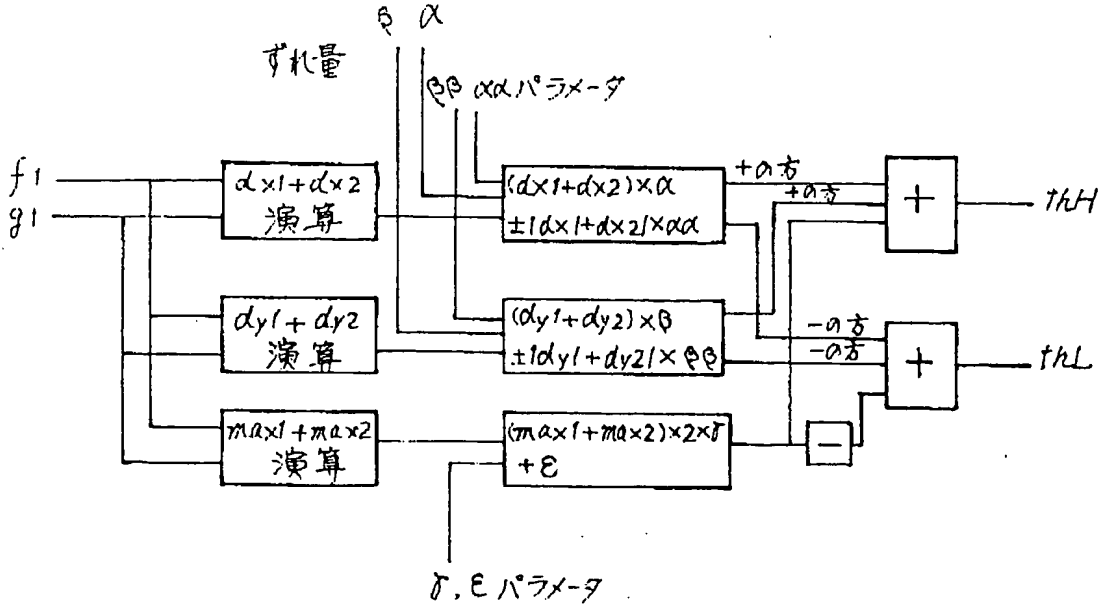 β α
ずれ量
ββ αα パラメータ
f1
g1
dx1+dx2
演算
(dx1+dx2)×α
±|dx1+dx2|×αα
+の方
+の方
+
thH
dy1+dy2
演算
(dy1+dy2)×β
±|dy1+dy2|×ββ
-の方
-の方
+
thL
max1+max2
演算
(max1+max2)×2×γ
+ε
-
γ, ε パラメータ